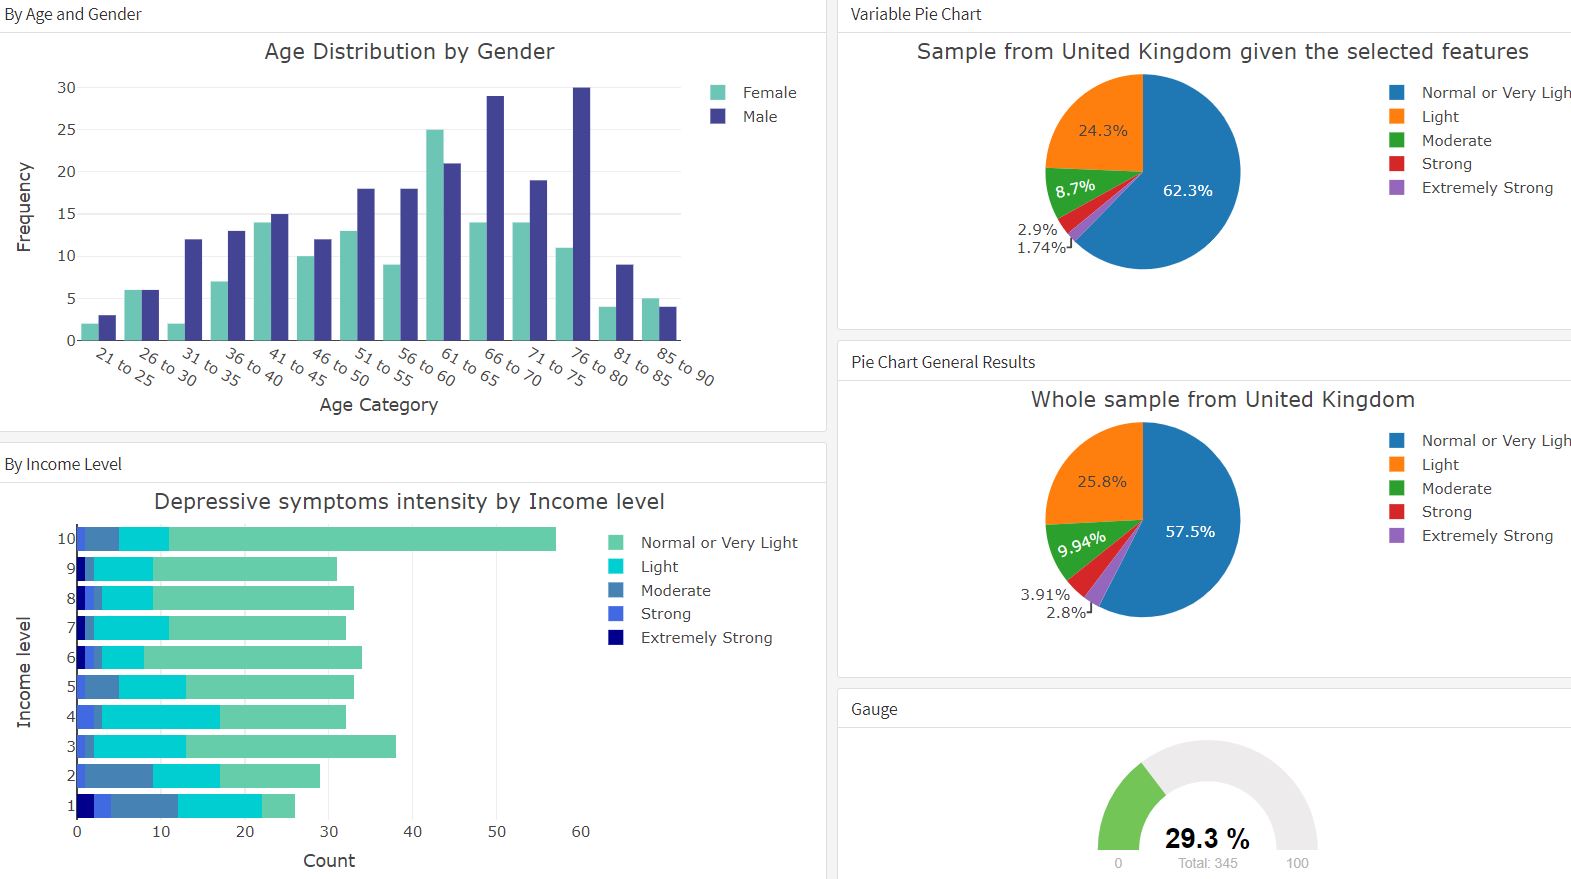 By Age and Gender
Age Distribution by Gender
30
25
20
15
10
5
0
Frequency
21 to 25
26 to 30
31 to 35
36 to 40
41 to 45
46 to 50
51 to 55
56 to 60
61 to 65
66 to 70
71 to 75
76 to 80
81 to 85
85 to 90
Age Category
Female
Male
By Income Level
Depressive symptoms intensity by Income level
10
9
8
7
6
5
4
3
2
1
Income level
0 10 20 30 40 50 60
Count
Normal or Very Light
Light
Moderate
Strong
Extremely Strong
Variable Pie Chart
Sample from United Kingdom given the selected features
24.3%
8.7%
62.3%
2.9%
1.74%
Normal or Very Ligh
Light
Moderate
Strong
Extremely Strong
Pie Chart General Results
Whole sample from United Kingdom
25.8%
57.5%
9.94%
3.91%
2.8%
Normal or Very Ligh
Light
Moderate
Strong
Extremely Strong
Gauge
29.3 %
0 Total: 345 100